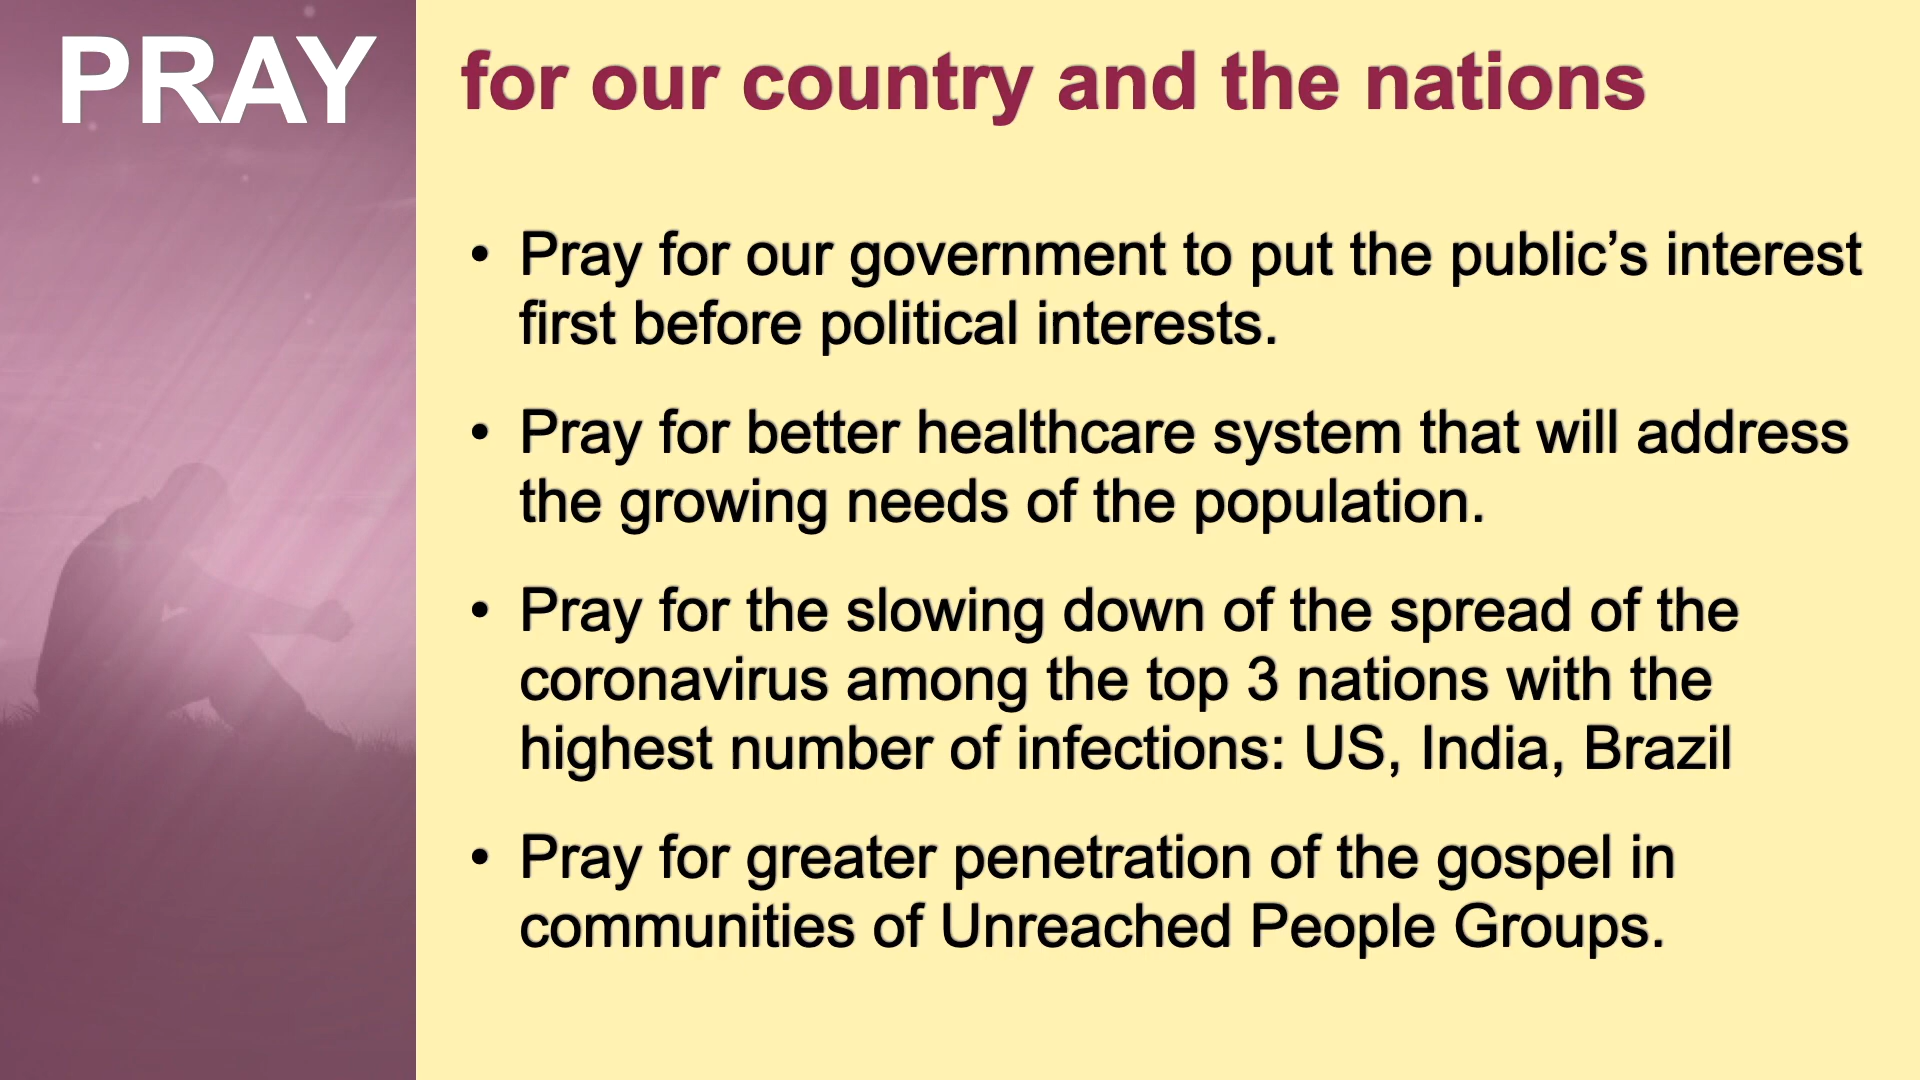 PRAY
for our country and the nations
• Pray for our government to put the public’s interest
first before political interests.
• Pray for better healthcare system that will address
the growing needs of the population.
• Pray for the slowing down of the spread of the
coronavirus among the top 3 nations with the
highest number of infections: US, India, Brazil
• Pray for greater penetration of the gospel in
communities of Unreached People Groups.